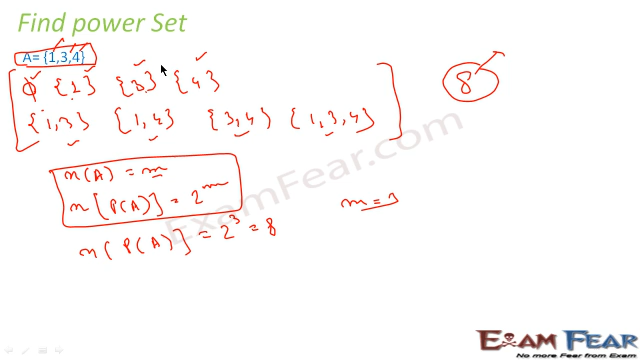 Find power Set
A= {1,3,4}
ϕ {1} {3} {4}
8
{1,3} {1,4} {3,4} {1,3,4}
n(A) = m
n[P(A)] = 2^m
m = 3
n[P(A)] = 2^3 = 8
ExamFear.com
EXAM FEAR
No more Fear from Exam